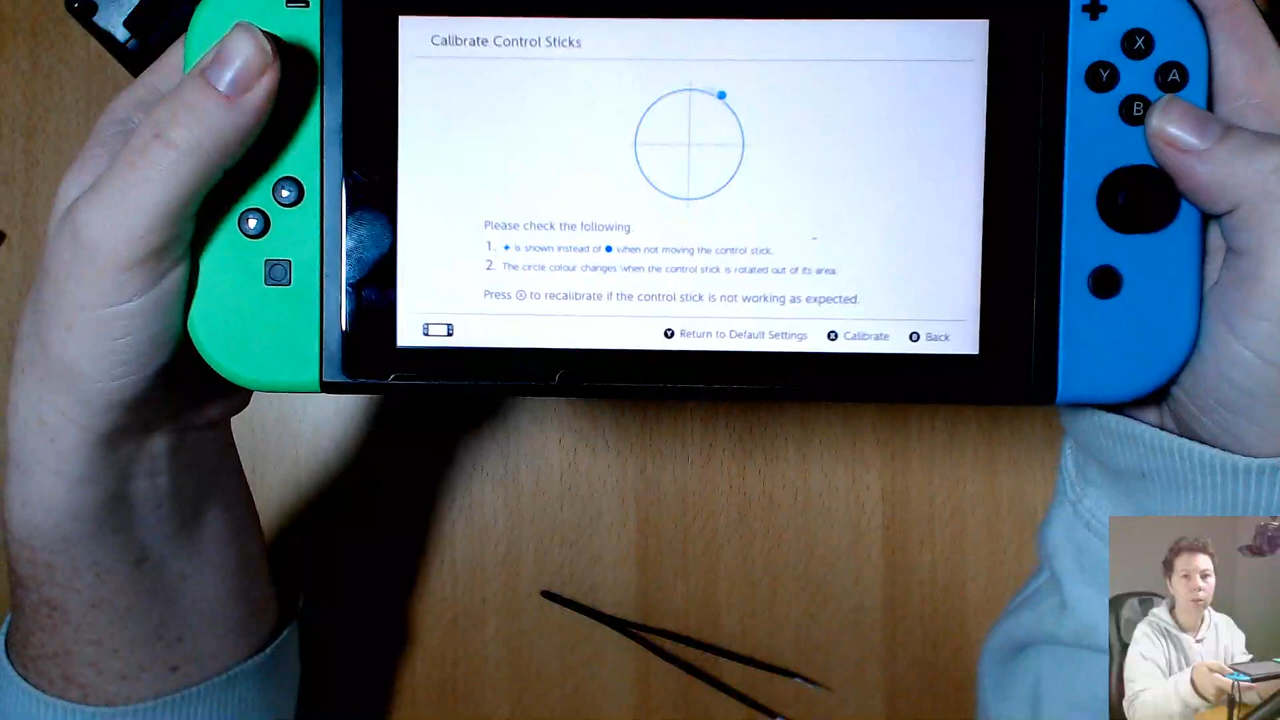 Calibrate Control Sticks
X
Y
A
B
Please check the following.
1. + is shown instead of ● when not moving the control stick.
2. The circle colour changes when the control stick is rotated out of its area.
Press Ⓧ to recalibrate if the control stick is not working as expected.
Y Return to Default Settings X Calibrate B Back